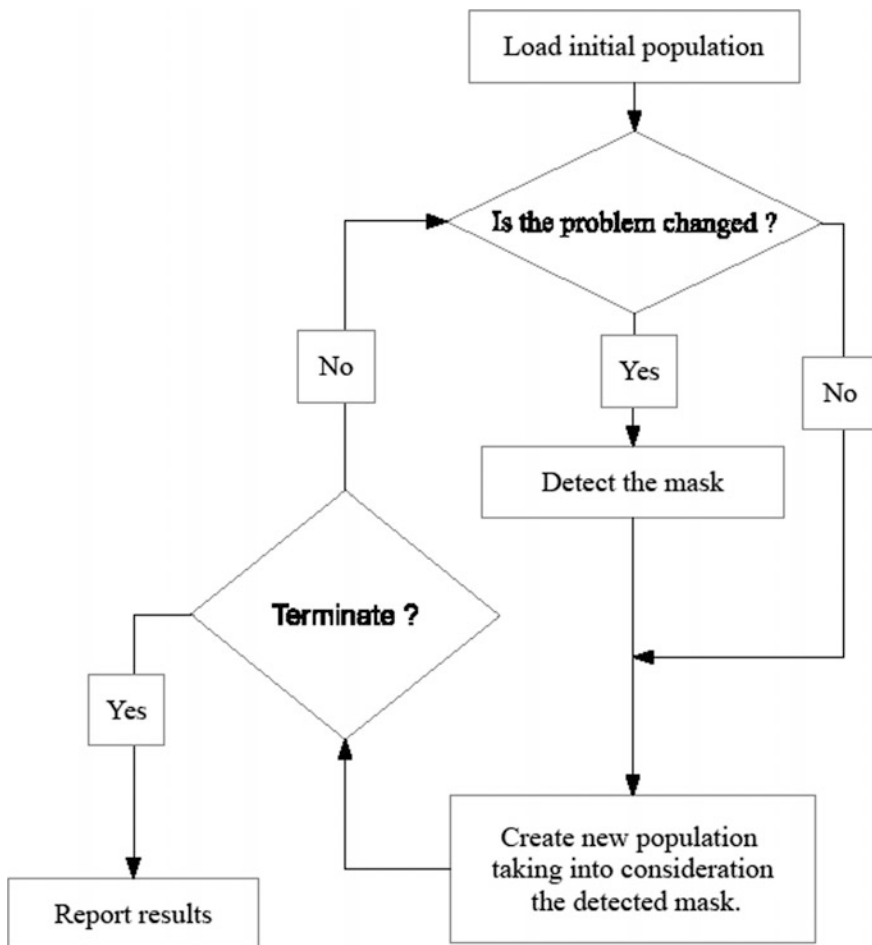 Load initial population
Is the problem changed ?
No
Yes
No
Detect the mask
Terminate ?
Yes
Create new population
taking into consideration
the detected mask.
Report results